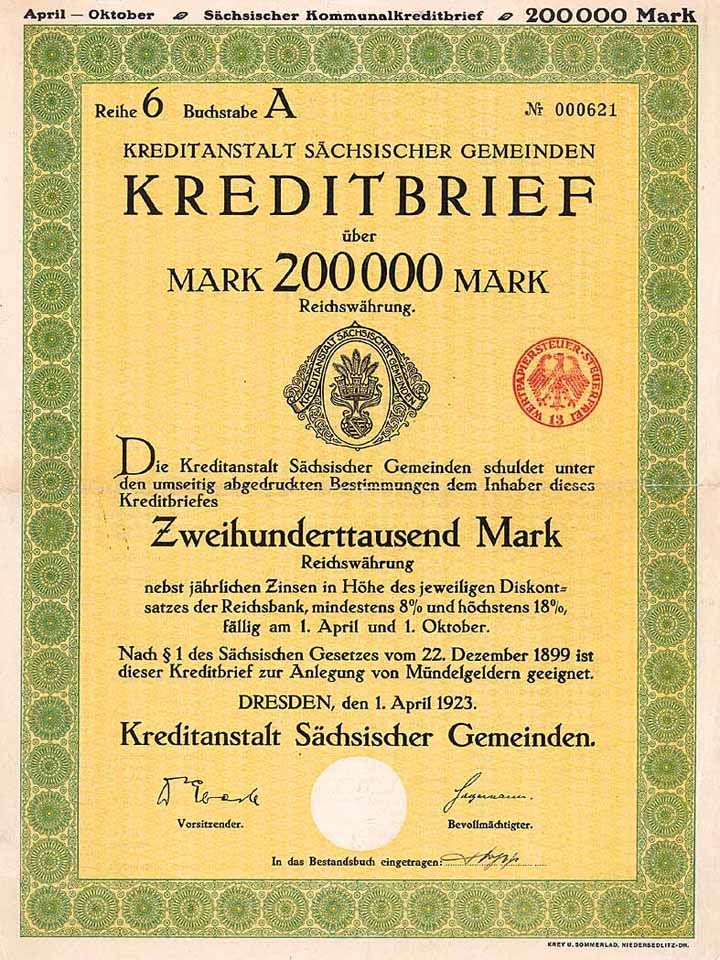 April — Oktober Sächsischer Kommunalkreditbrief 200000 Mark
Reihe 6 Buchstabe A № 000621
KREDITANSTALT SÄCHSISCHER GEMEINDEN
KREDITBRIEF
über
MARK 200000 MARK
Reichswährung.
KREDITANSTALT SÄCHSISCHER GEMEINDEN
WERTPAPIERSTEUER-STEUERFREI
13
Die Kreditanstalt Sächsischer Gemeinden schuldet unter
den umseitig abgedruckten Bestimmungen dem Inhaber dieses
Kreditbriefes
Zweihunderttausend Mark
Reichswährung
nebst jährlichen Zinsen in Höhe des jeweiligen Diskont=
satzes der Reichsbank, mindestens 8% und höchstens 18%,
fällig am 1. April und 1. Oktober.
Nach § 1 des Sächsischen Gesetzes vom 22. Dezember 1899 ist
dieser Kreditbrief zur Anlegung von Mündelgeldern geeignet.
DRESDEN, den 1. April 1923.
Kreditanstalt Sächsischer Gemeinden.
Vorsitzender. Bevollmächtigter.
In das Bestandsbuch eingetragen:
KREY U. SOMMERLAD, NIEDERSEDLITZ-DR.